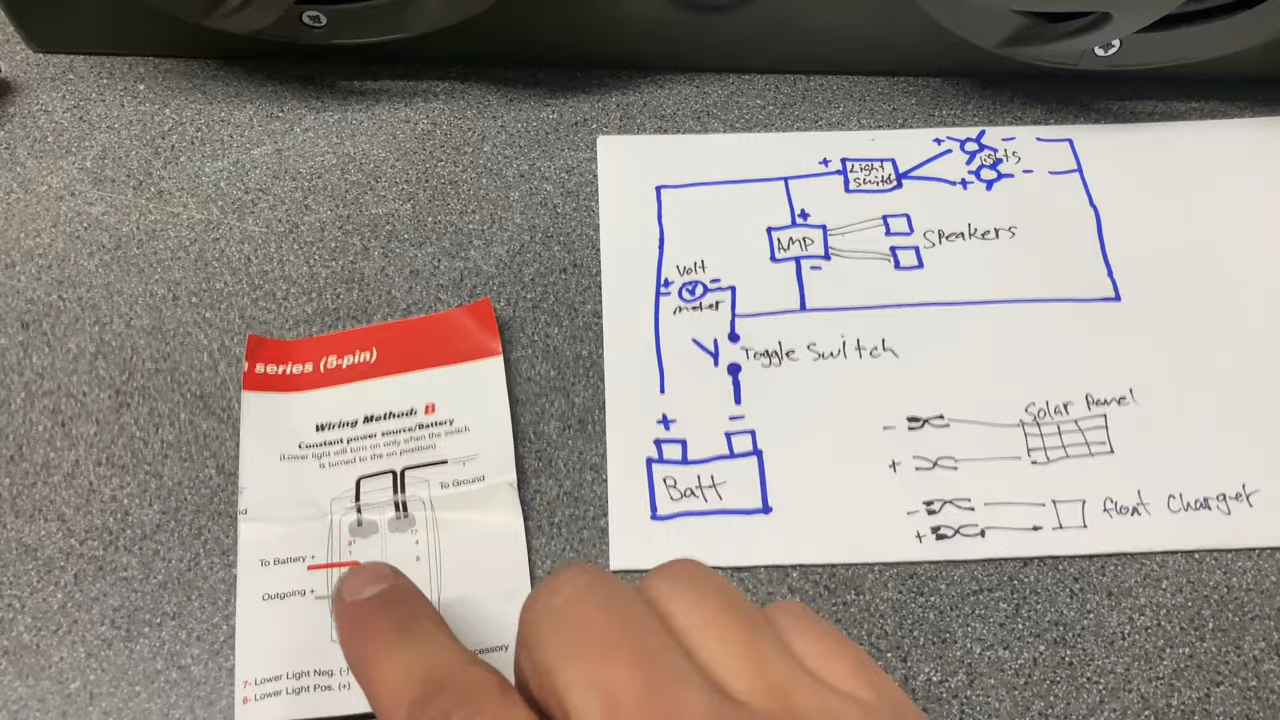 series (5-pin)
Wiring Method: B
Constant power source/Battery
(Lower light will turn on only when the switch
is turned to the on position)
To Ground
To Battery +
Outgoing +
7- Lower Light Neg. (-)
6- Lower Light Pos. (+)
+ Light Switch
+ - Lights
+ -
+
AMP
-
Speakers
Volt
+ -
V
meter
Toggle Switch
+ -
Batt
Solar Panel
-
+
float Charger
-
+